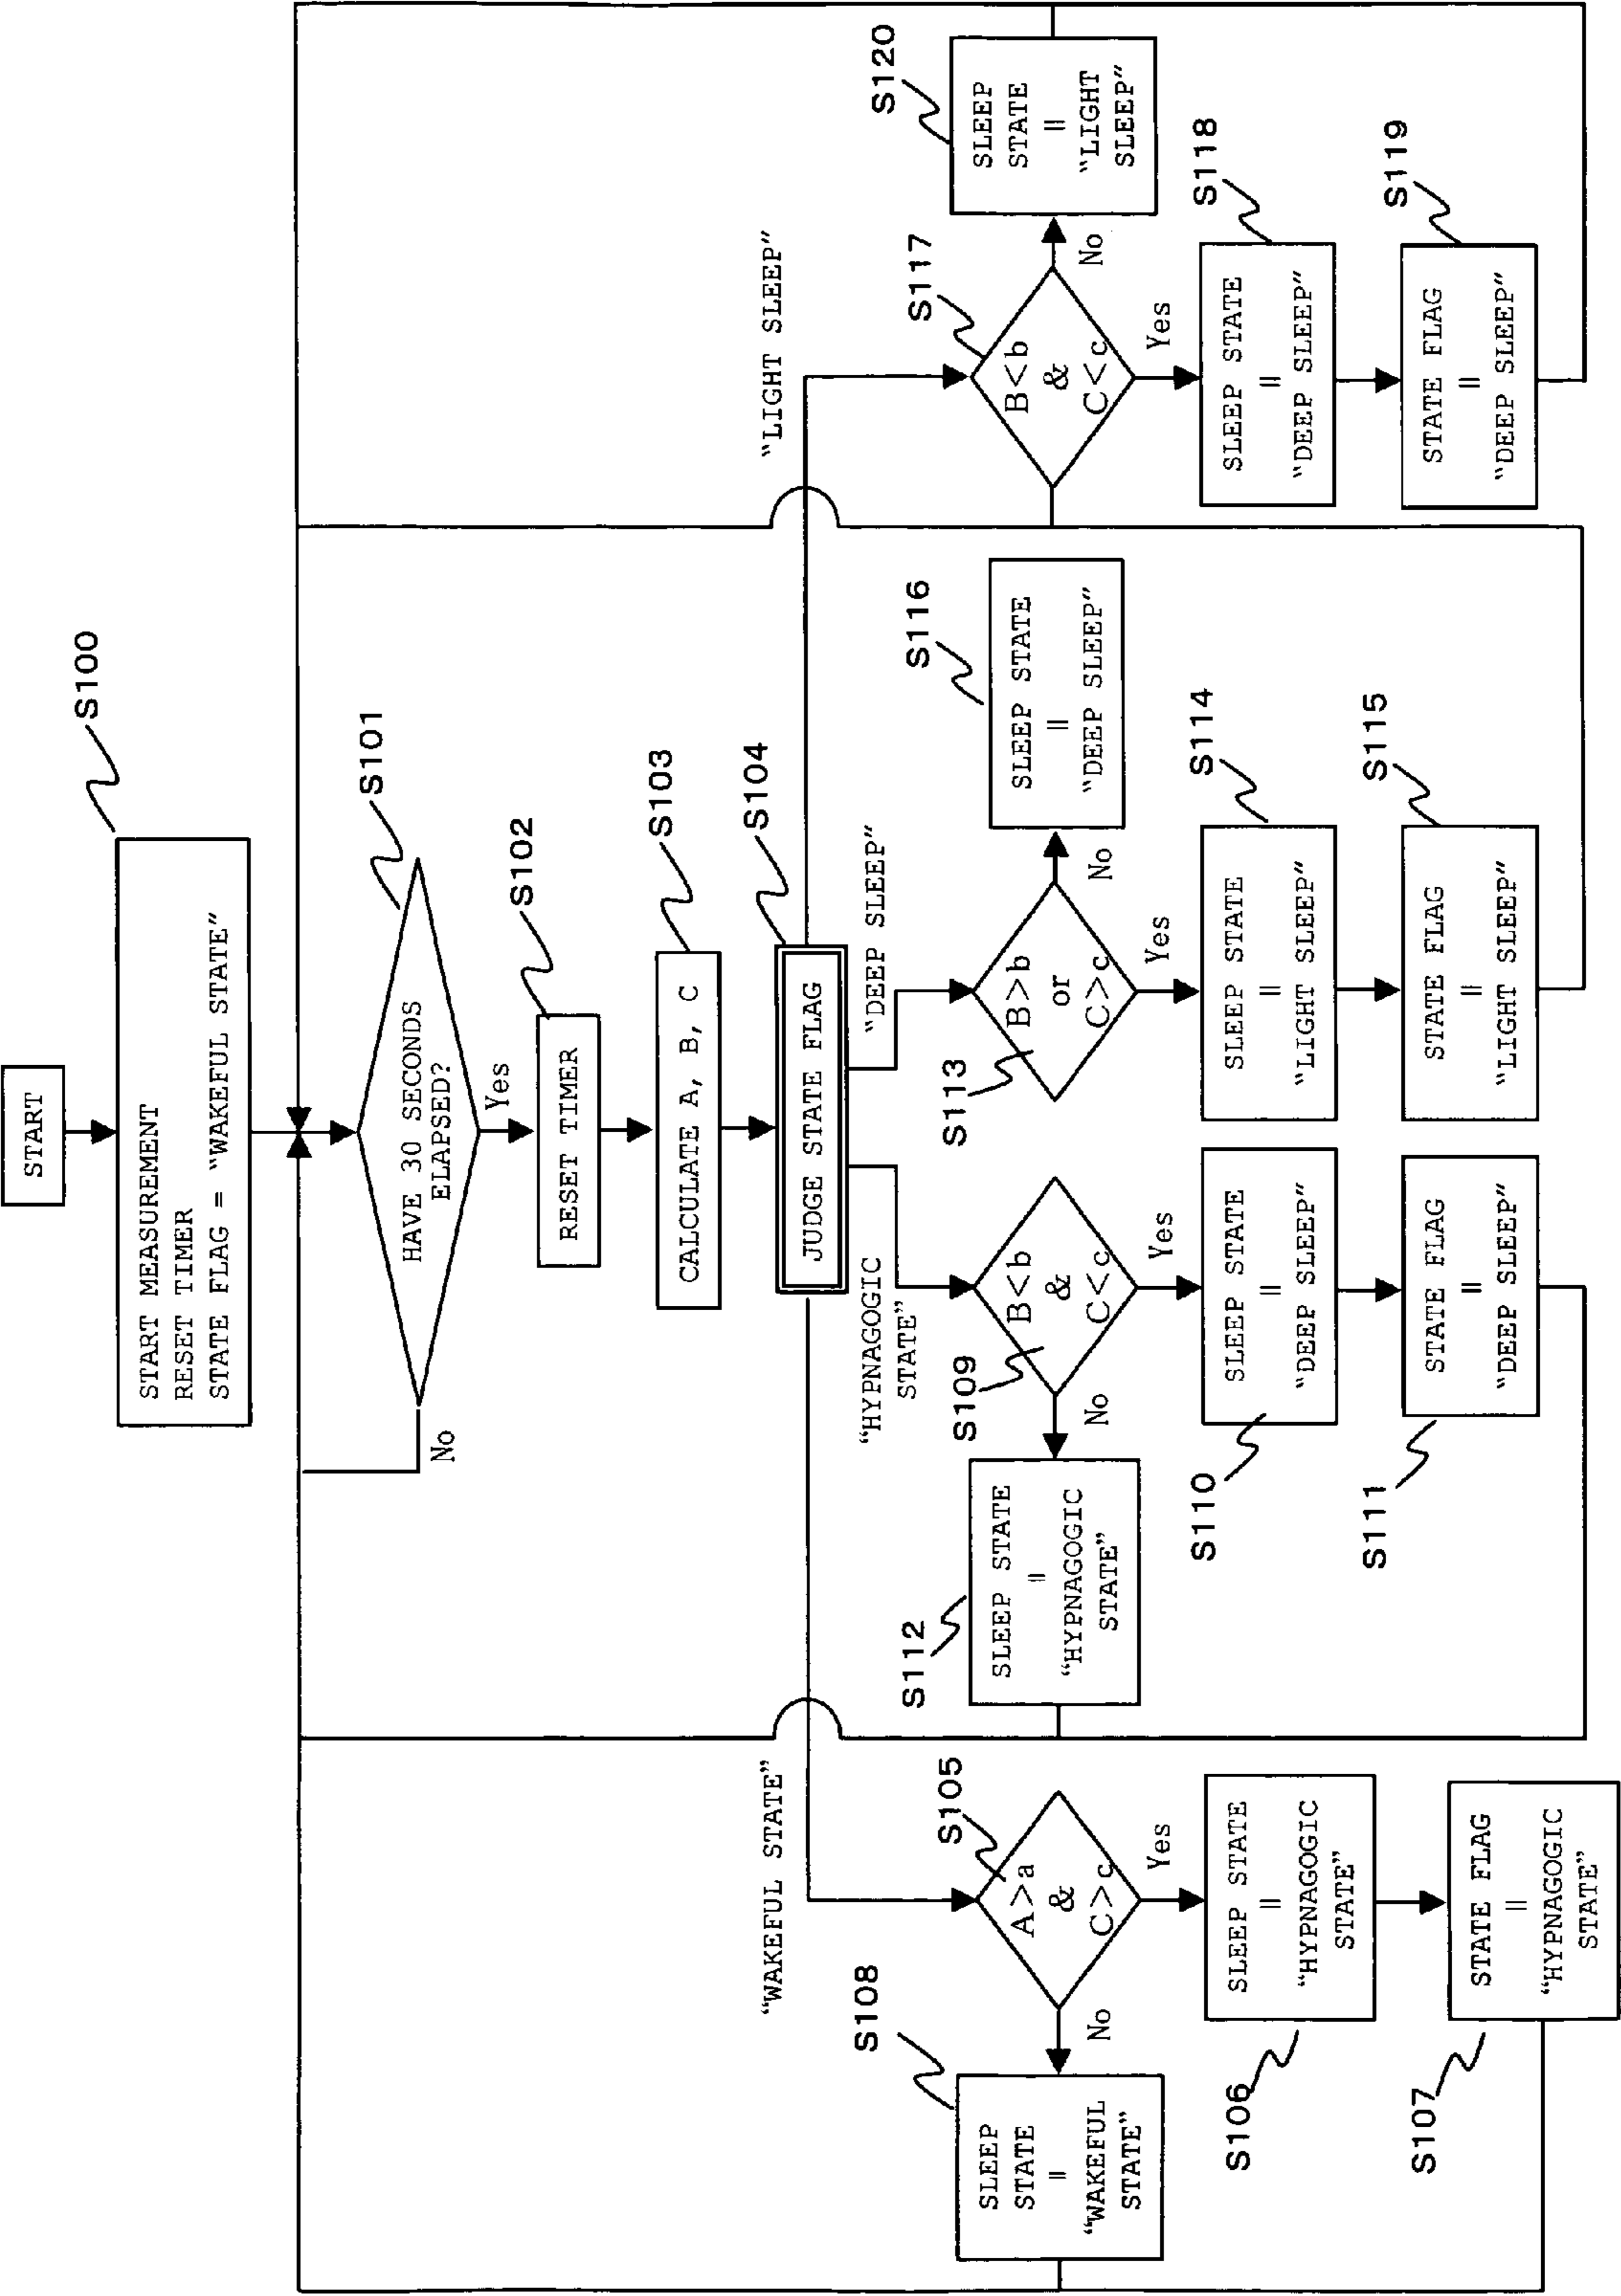 START
S100
START MEASUREMENT
RESET TIMER
STATE FLAG = "WAKEFUL STATE"
S101
HAVE 30 SECONDS
ELAPSED?
No
Yes
S102
RESET TIMER
S103
CALCULATE A, B, C
S104
JUDGE STATE FLAG
"WAKEFUL STATE"
"HYPNAGOGIC
STATE"
"DEEP SLEEP"
"LIGHT SLEEP"
S105
A>a
&
C>c
No
Yes
S108
SLEEP
STATE
=
"WAKEFUL
STATE"
S106
SLEEP STATE
=
"HYPNAGOGIC
STATE"
S107
STATE FLAG
=
"HYPNAGOGIC
STATE"
S109
B<b
&
C<c
No
Yes
S112
SLEEP STATE
=
"HYPNAGOGIC
STATE"
S110
SLEEP STATE
=
"DEEP SLEEP"
S111
STATE FLAG
=
"DEEP SLEEP"
S113
B>b
or
C>c
No
Yes
S116
SLEEP STATE
=
"DEEP SLEEP"
S114
SLEEP STATE
=
"LIGHT SLEEP"
S115
STATE FLAG
=
"LIGHT SLEEP"
S117
B<b
&
C<c
No
Yes
S120
SLEEP
STATE
=
"LIGHT
SLEEP"
S118
SLEEP STATE
=
"DEEP SLEEP"
S119
STATE FLAG
=
"DEEP SLEEP"